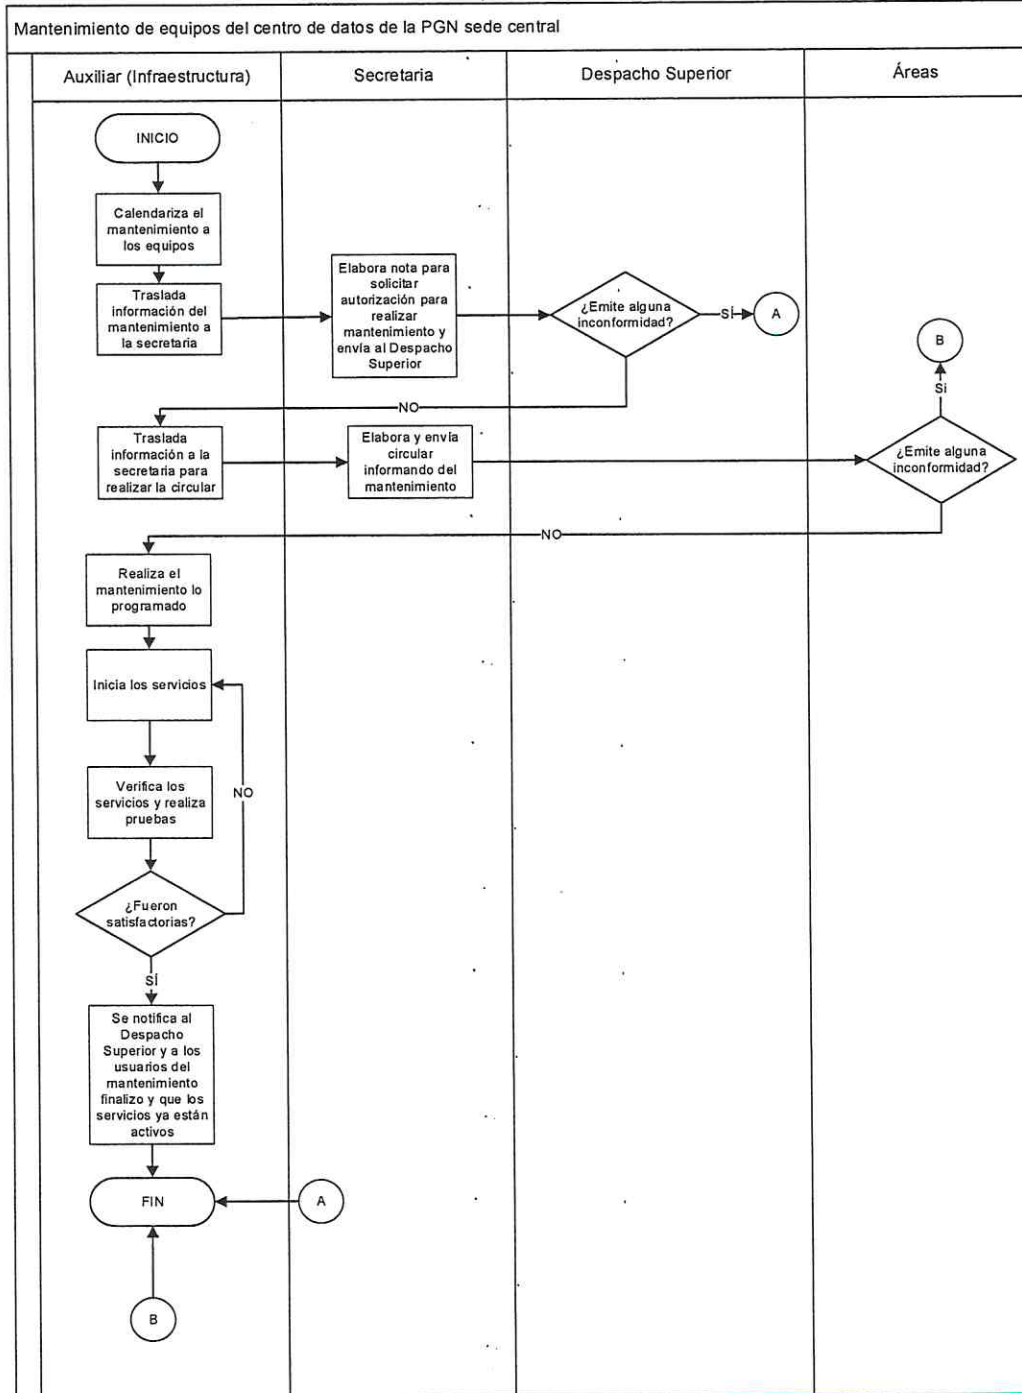 Mantenimiento de equipos del centro de datos de la PGN sede central
Auxiliar (Infraestructura)
Secretaria
Despacho Superior
Áreas
INICIO
Calendariza el
mantenimiento a
los equipos
Traslada
información del
mantenimiento a
la secretaria
Elabora nota para
solicitar
autorización para
realizar
mantenimiento y
envía al Despacho
Superior
¿Emite alguna
inconformidad?
SÍ
A
B
Si
NO
Traslada
información a la
secretaria para
realizar la circular
Elabora y envía
circular
informando del
mantenimiento
¿Emite alguna
inconformidad?
NO
Realiza el
mantenimiento lo
programado
Inicia los servicios
Verifica los
servicios y realiza
pruebas
NO
¿Fueron
satisfactorias?
SÍ
Se notifica al
Despacho
Superior y a los
usuarios del
mantenimiento
finalizo y que los
servicios ya están
activos
FIN
A
B